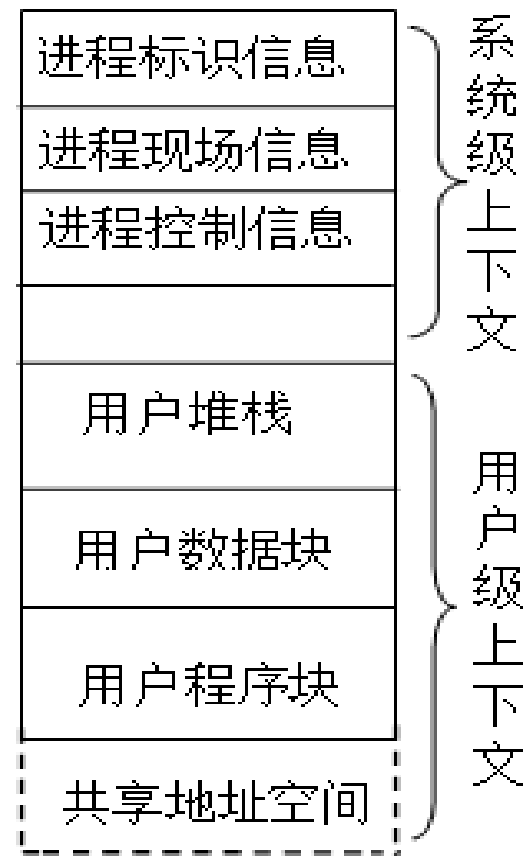 进程标识信息
进程现场信息
进程控制信息
系统级上下文
用户堆栈
用户数据块
用户程序块
共享地址空间
用户级上下文